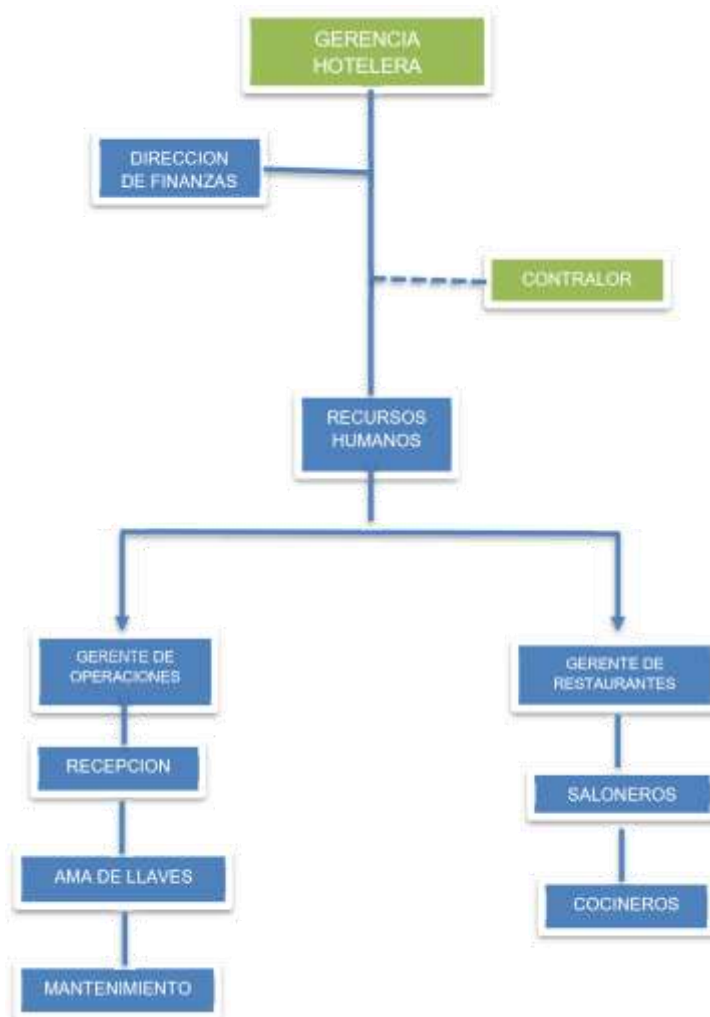 GERENCIA
HOTELERA
DIRECCION
DE FINANZAS
CONTRALOR
RECURSOS
HUMANOS
GERENTE DE
OPERACIONES
GERENTE DE
RESTAURANTES
RECEPCION
SALONEROS
AMA DE LLAVES
COCINEROS
MANTENIMIENTO